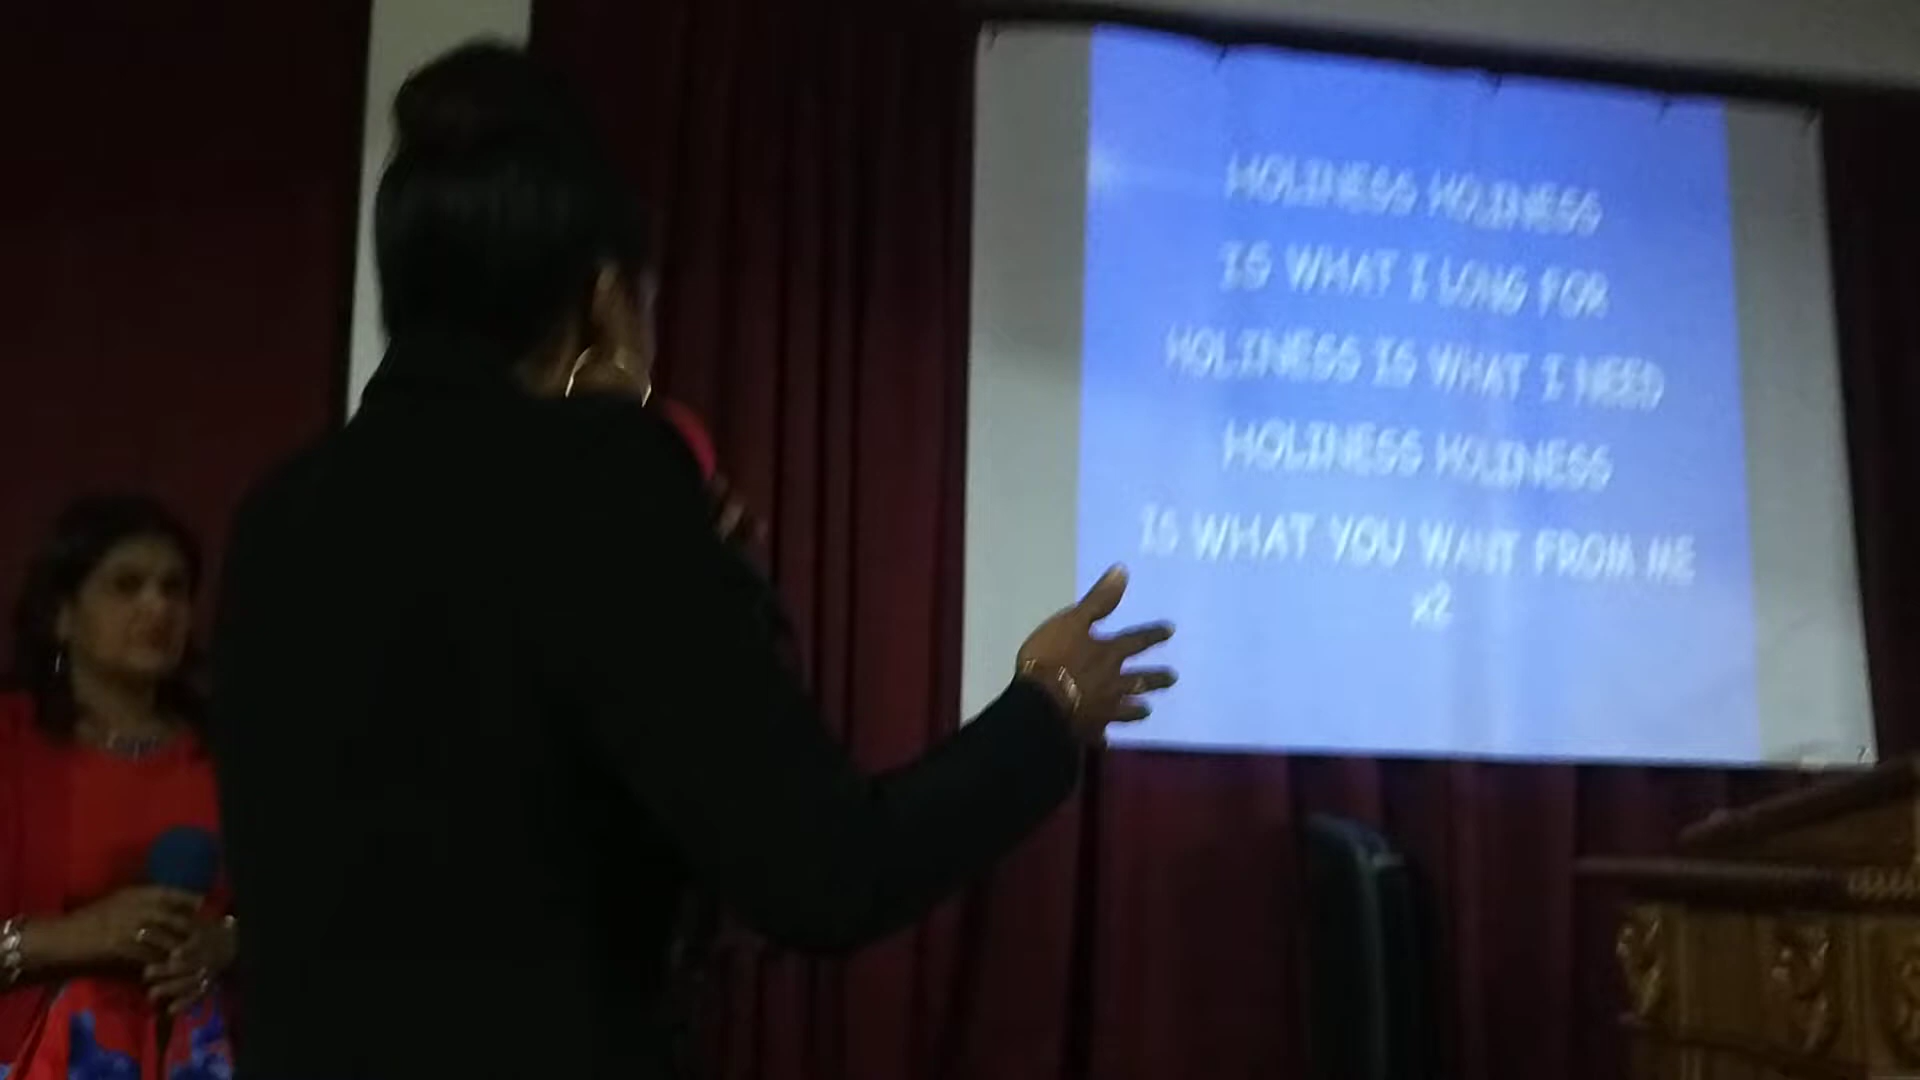 HOLINESS HOLINESS
IS WHAT I LONG FOR
HOLINESS IS WHAT I NEED
HOLINESS HOLINESS
IS WHAT YOU WANT FROM ME
x2